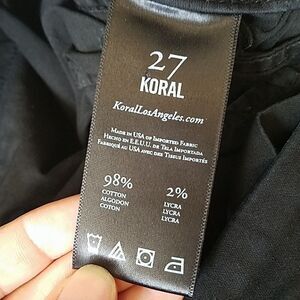 27
KORAL
KoralLosAngeles.com
Made in USA of Imported Fabric
Hecho en E.E.U.U. de Tela Importada
Fabriqué au USA avec des Tissus Importés
98% 2%
COTTON LYCRA
ALGODON LYCRA
COTON LYCRA